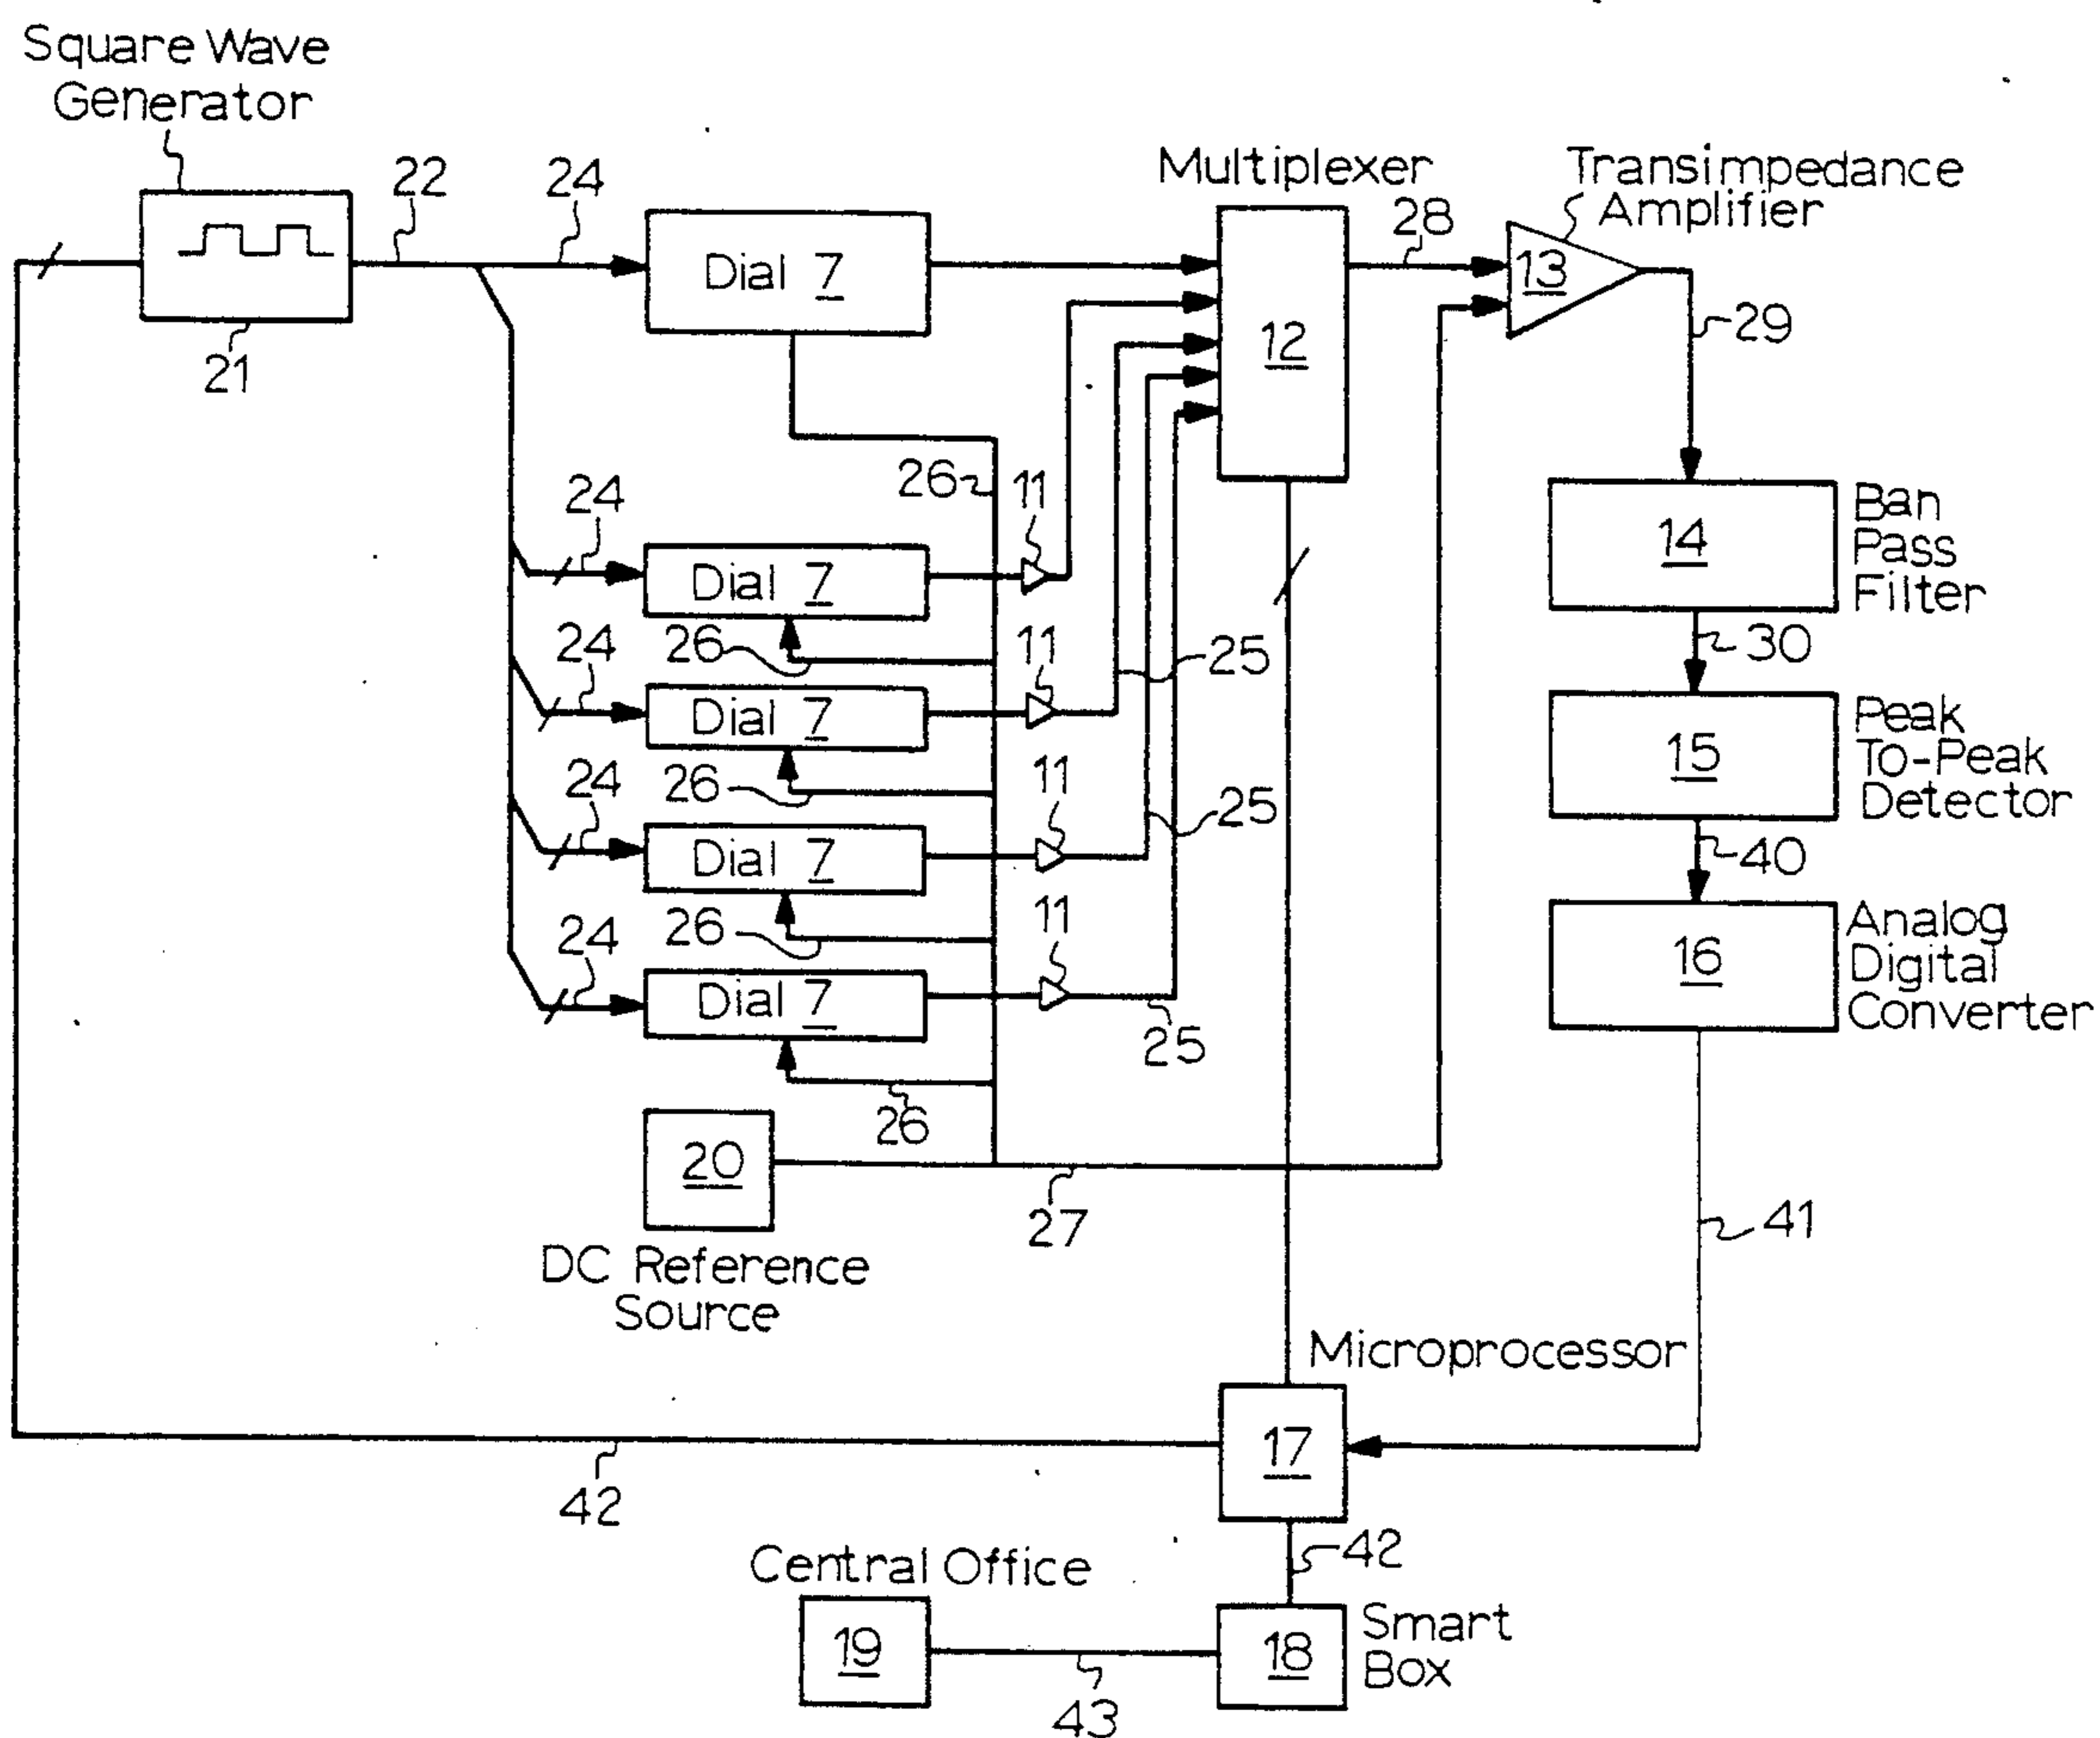 Square Wave
Generator
21
22
24
Dial 7
Multiplexer
12
28
Transimpedance
Amplifier
13
29
26
11
24
Dial 7
26
11
24
Dial 7
25
26
11
24
Dial 7
25
26
11
24
Dial 7
25
26
20
DC Reference
Source
27
14
Ban
Pass
Filter
30
15
Peak
To-Peak
Detector
40
16
Analog
Digital
Converter
41
Microprocessor
17
42
42
Central Office
19
43
18
Smart
Box